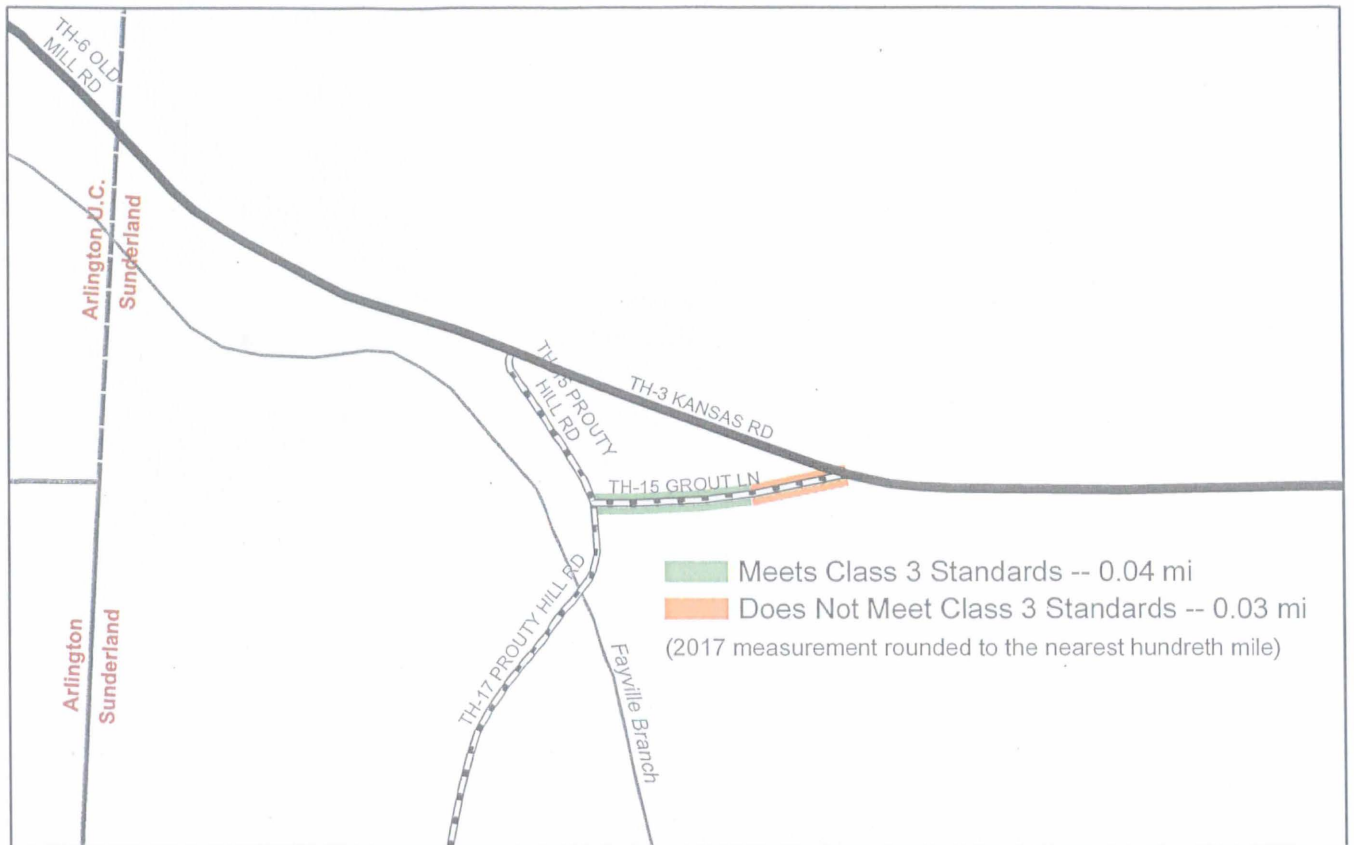 TH-6 OLD
MILL RD
Arlington U.C.
Sunderland
TH-15 PROUTY
HILL RD
TH-3 KANSAS RD
TH-15 GROUT LN
Meets Class 3 Standards -- 0.04 mi
Does Not Meet Class 3 Standards -- 0.03 mi
(2017 measurement rounded to the nearest hundreth mile)
TH-17 PROUTY HILL RD
Fayville Branch
Arlington
Sunderland